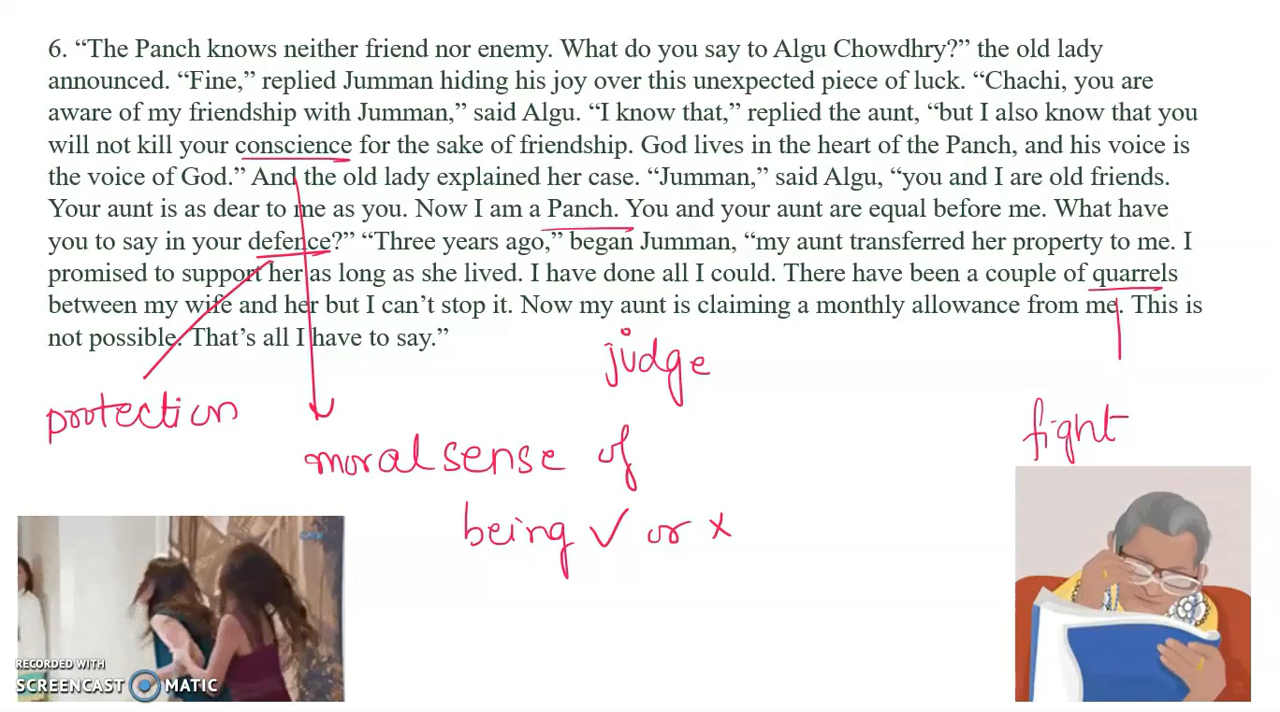 6. “The Panch knows neither friend nor enemy. What do you say to Algu Chowdhry?” the old lady
announced. “Fine,” replied Jumman hiding his joy over this unexpected piece of luck. “Chachi, you are
aware of my friendship with Jumman,” said Algu. “I know that,” replied the aunt, “but I also know that you
will not kill your conscience for the sake of friendship. God lives in the heart of the Panch, and his voice is
the voice of God.” And the old lady explained her case. “Jumman,” said Algu, “you and I are old friends.
Your aunt is as dear to me as you. Now I am a Panch. You and your aunt are equal before me. What have
you to say in your defence?” “Three years ago,” began Jumman, “my aunt transferred her property to me. I
promised to support her as long as she lived. I have done all I could. There have been a couple of quarrels
between my wife and her but I can’t stop it. Now my aunt is claiming a monthly allowance from me. This is
not possible. That’s all I have to say.”
judge
protection
fight
moral sense of
being ✓ or ×
RECORDED WITH
SCREENCAST MATIC